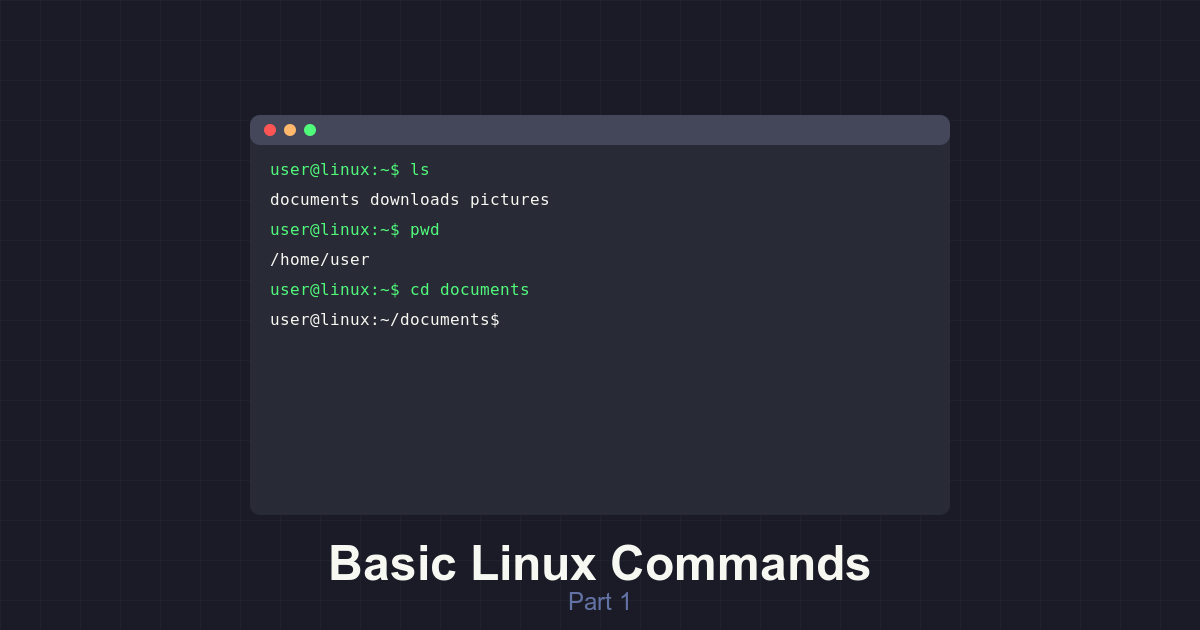 user@linux:~$ ls
documents downloads pictures
user@linux:~$ pwd
/home/user
user@linux:~$ cd documents
user@linux:~/documents$
Basic Linux Commands
Part 1